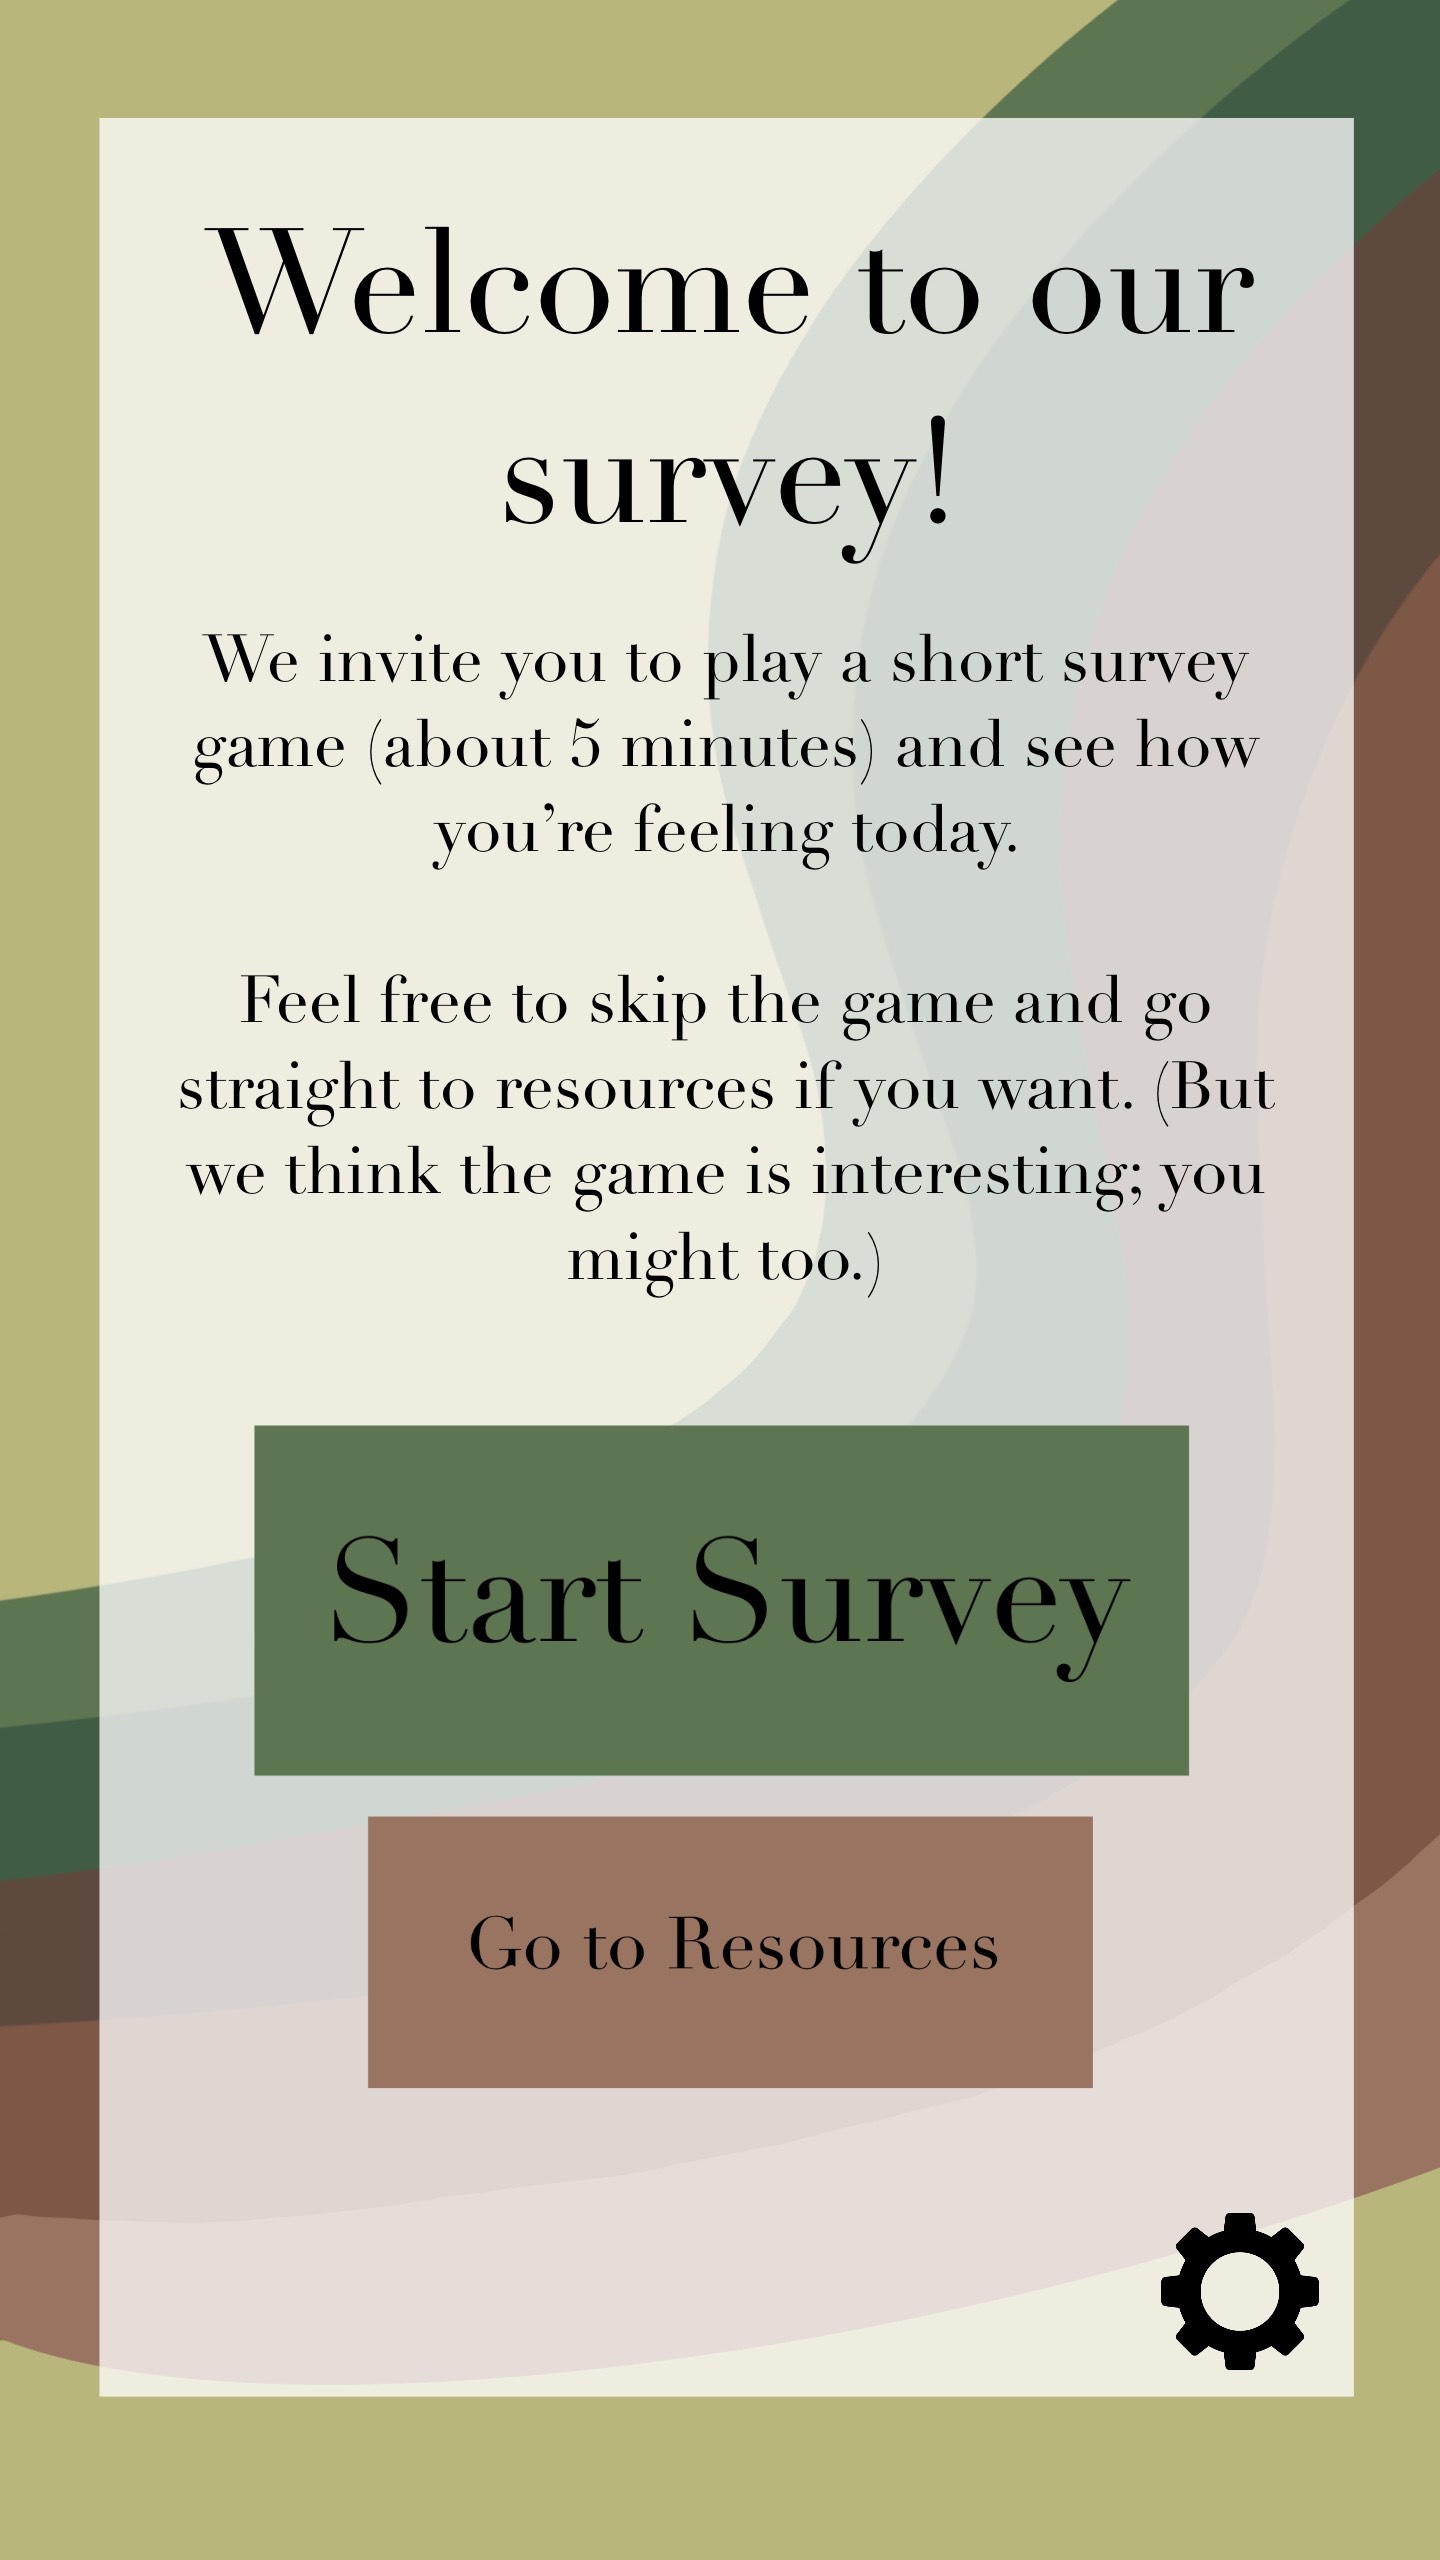 Welcome to our
survey!
We invite you to play a short survey
game (about 5 minutes) and see how
you’re feeling today.
Feel free to skip the game and go
straight to resources if you want. (But
we think the game is interesting; you
might too.)
Start Survey
Go to Resources